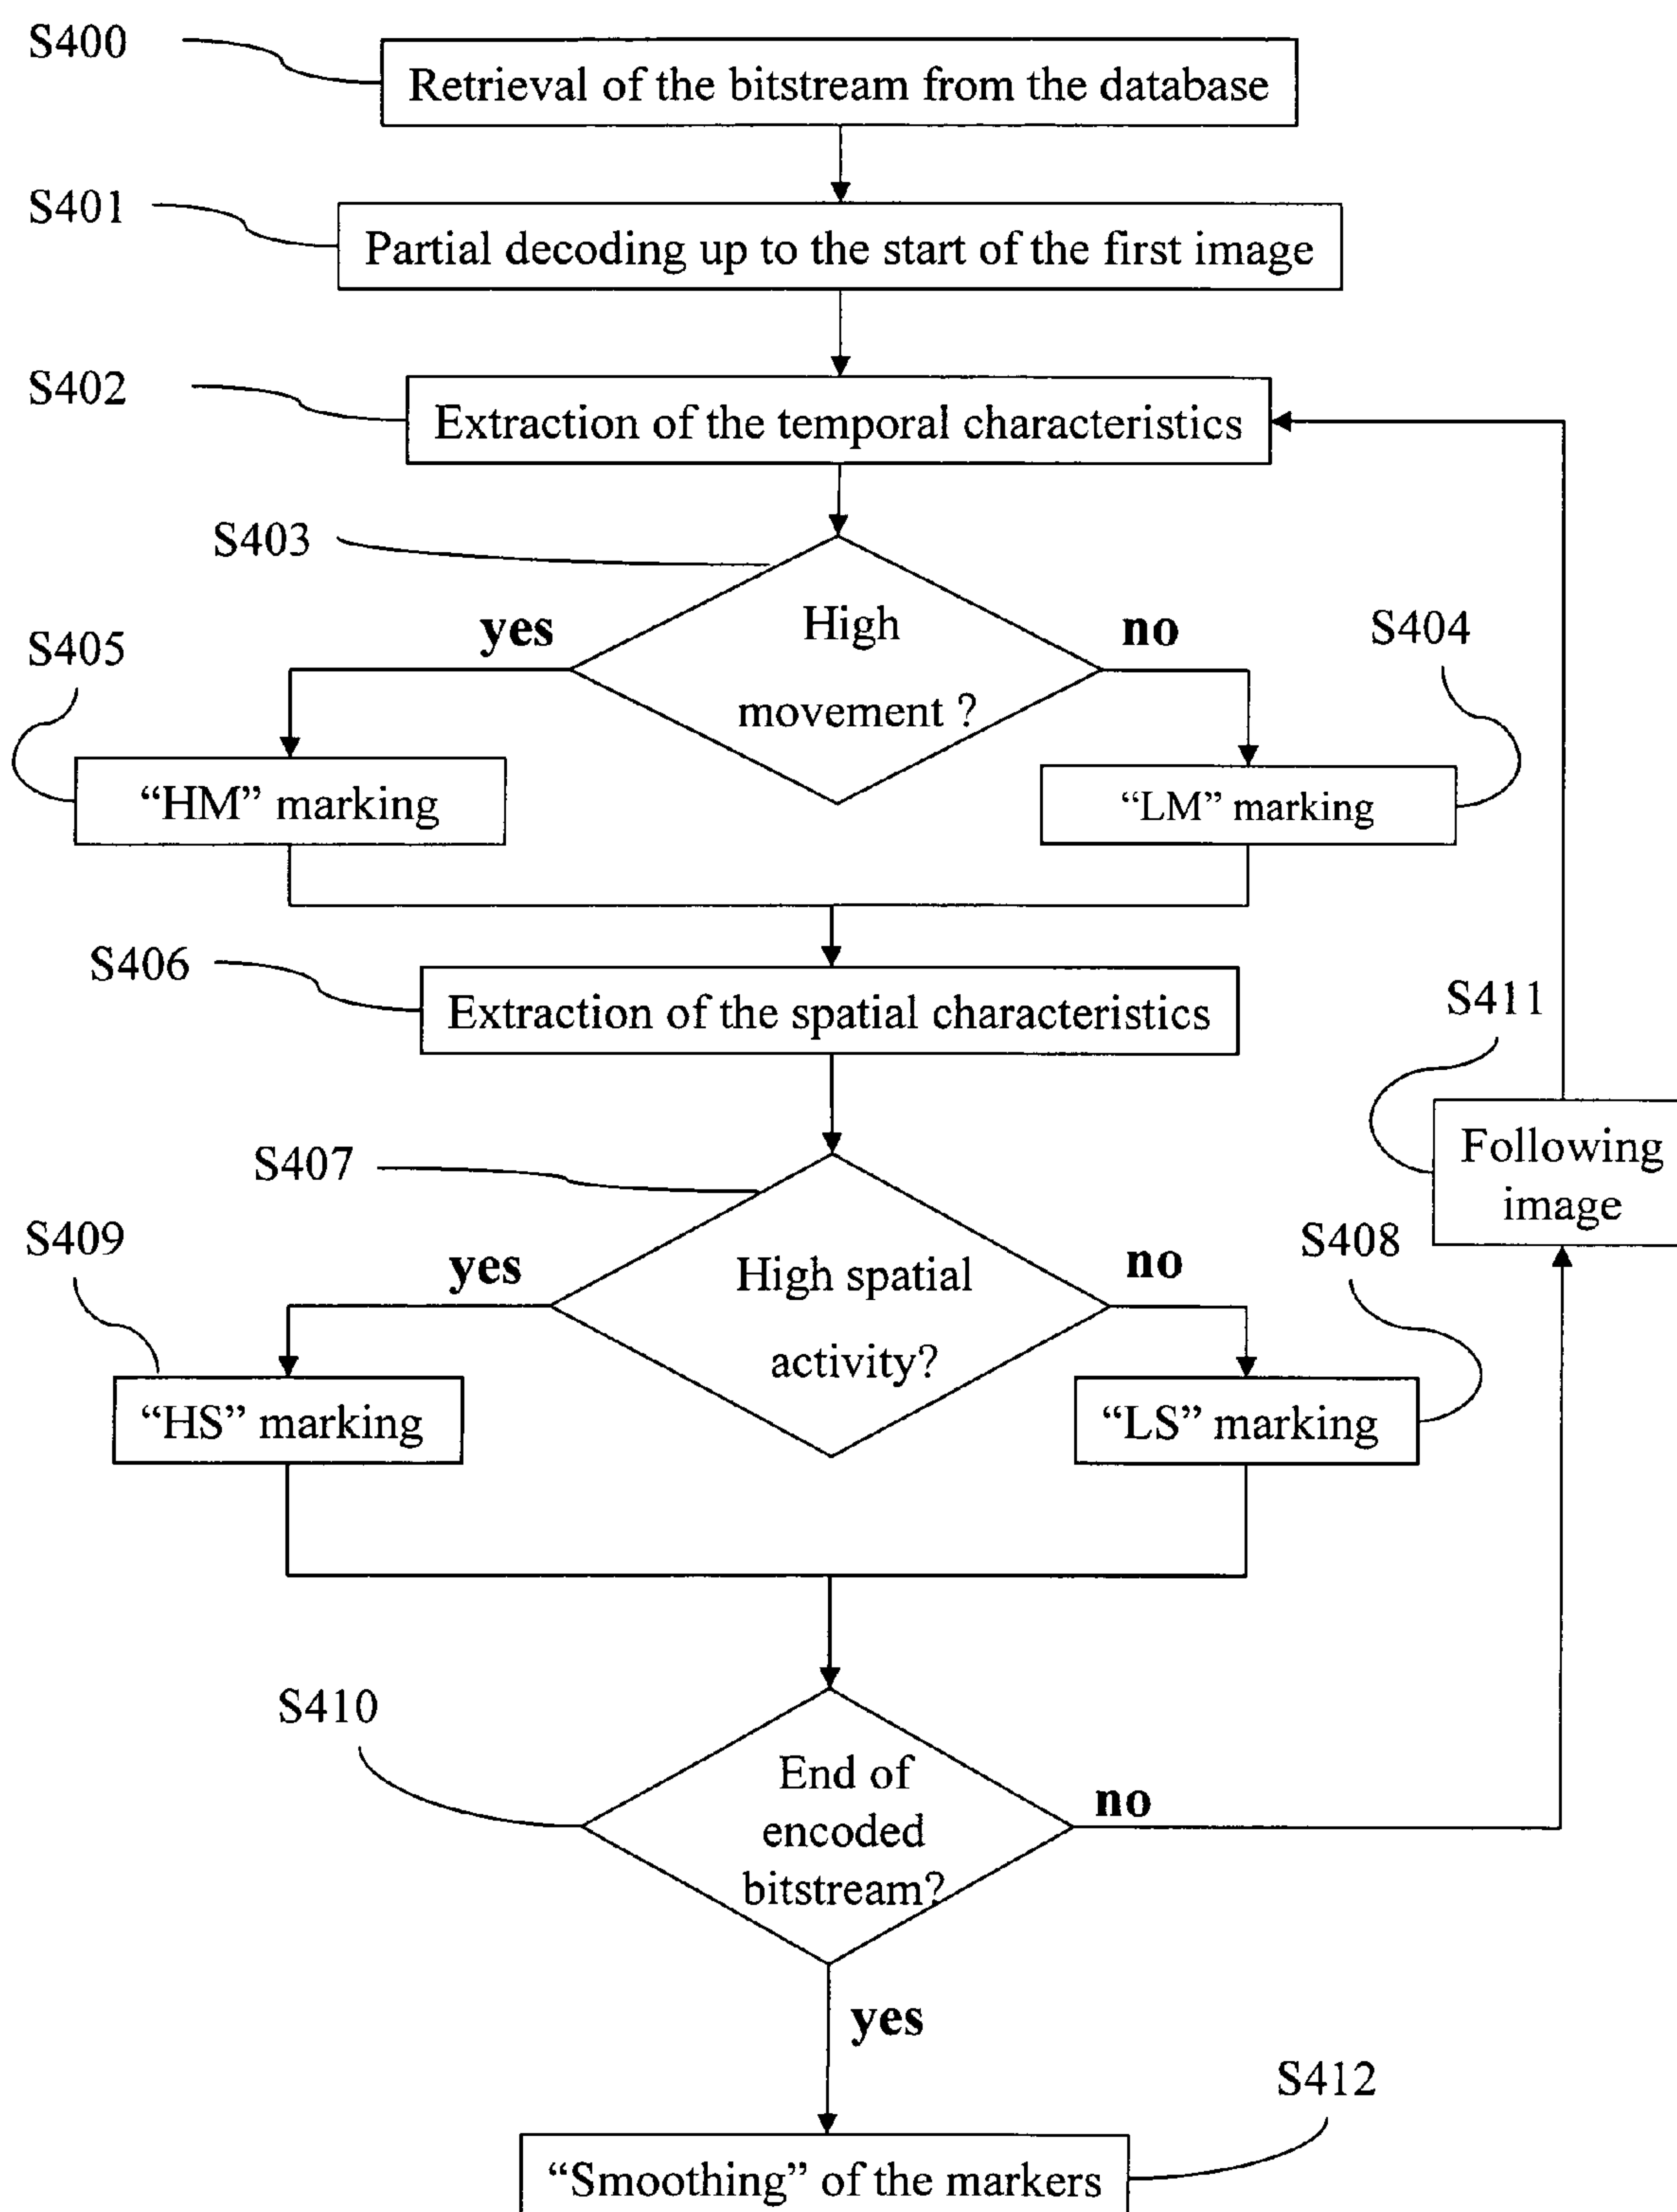 S400
Retrieval of the bitstream from the database
S401
Partial decoding up to the start of the first image
S402
Extraction of the temporal characteristics
S403
High
movement ?
yes
no
S405
S404
“HM” marking
“LM” marking
S406
Extraction of the spatial characteristics
S411
Following
image
S407
High spatial
activity?
yes
no
S409
S408
“HS” marking
“LS” marking
S410
End of
encoded
bitstream?
no
yes
S412
“Smoothing” of the markers